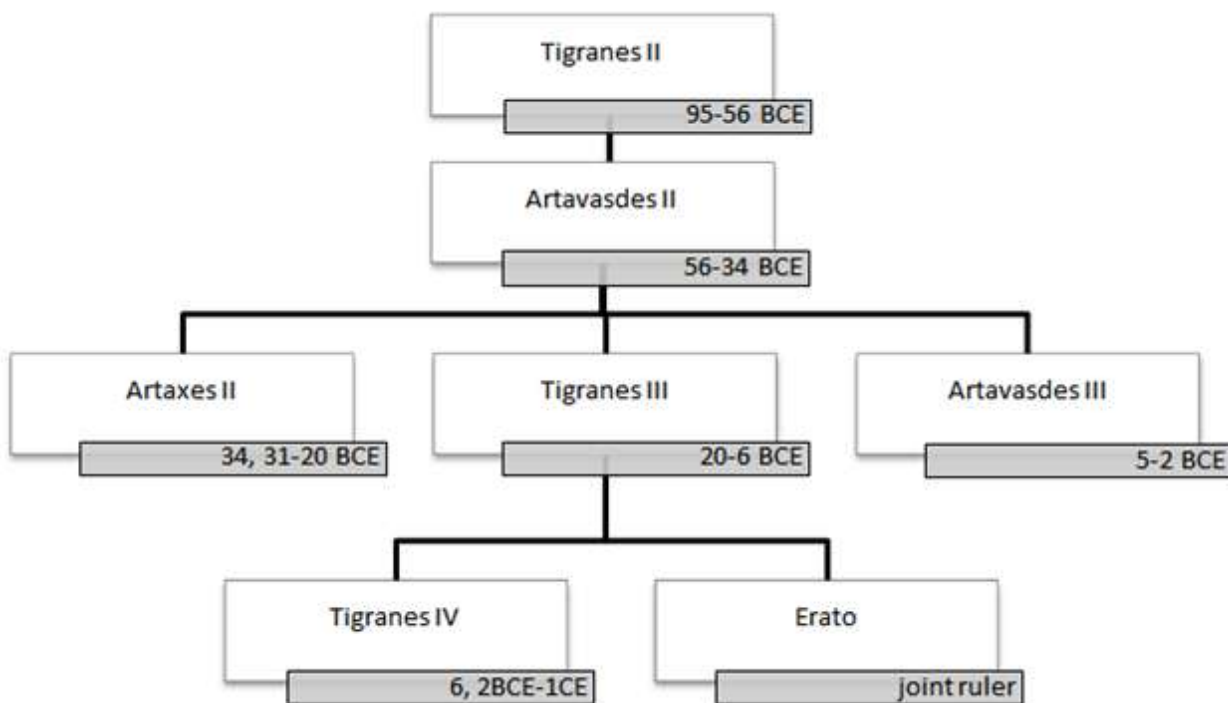 Tigranes II
95-56 BCE
Artavasdes II
56-34 BCE
Artaxes II
34, 31-20 BCE
Tigranes III
20-6 BCE
Artavasdes III
5-2 BCE
Tigranes IV
6, 2BCE-1CE
Erato
joint ruler